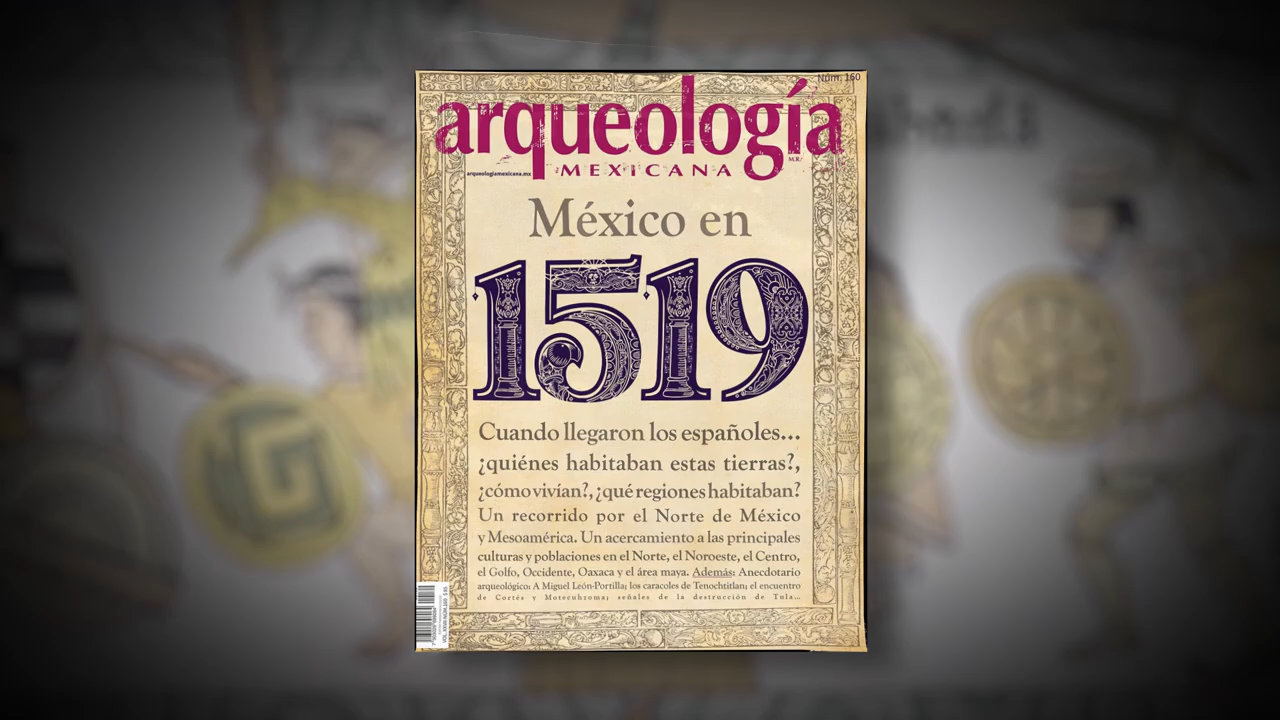 Núm. 160
arqueología
M.R.
arqueologiamexicana.mx
MEXICANA
México en
1519
Cuando llegaron los españoles...
¿quiénes habitaban estas tierras?,
¿cómo vivían?, ¿qué regiones habitaban?
Un recorrido por el Norte de México
y Mesoamérica. Un acercamiento a las principales
culturas y poblaciones en el Norte, el Noroeste, el Centro,
el Golfo, Occidente, Oaxaca y el área maya. Además: Anecdotario
arqueológico: A Miguel León-Portilla; los caracoles de Tenochtitlan; el encuentro
de Cortés y Motecuhzoma; señales de la destrucción de Tula...